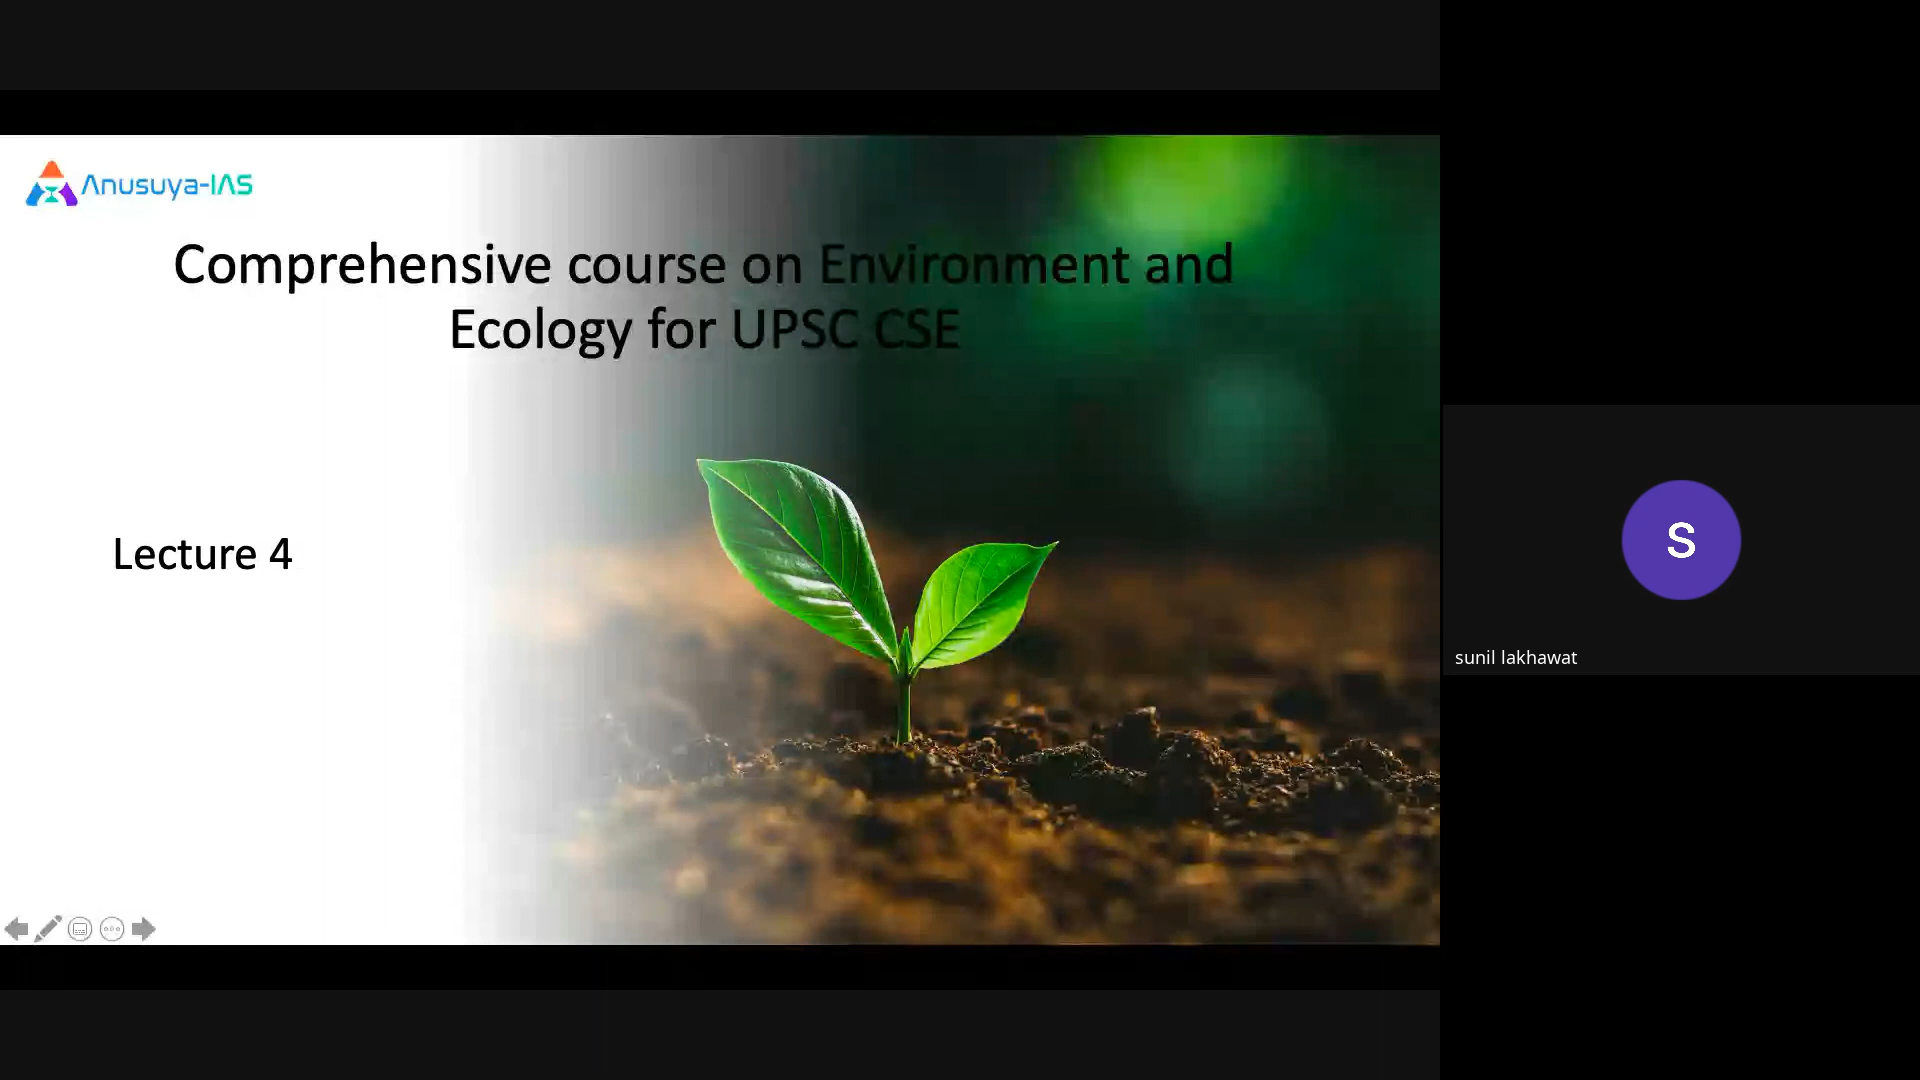 Anusuya-IAS
Comprehensive course on Environment and
Ecology for UPSC CSE
Lecture 4
S
sunil lakhawat